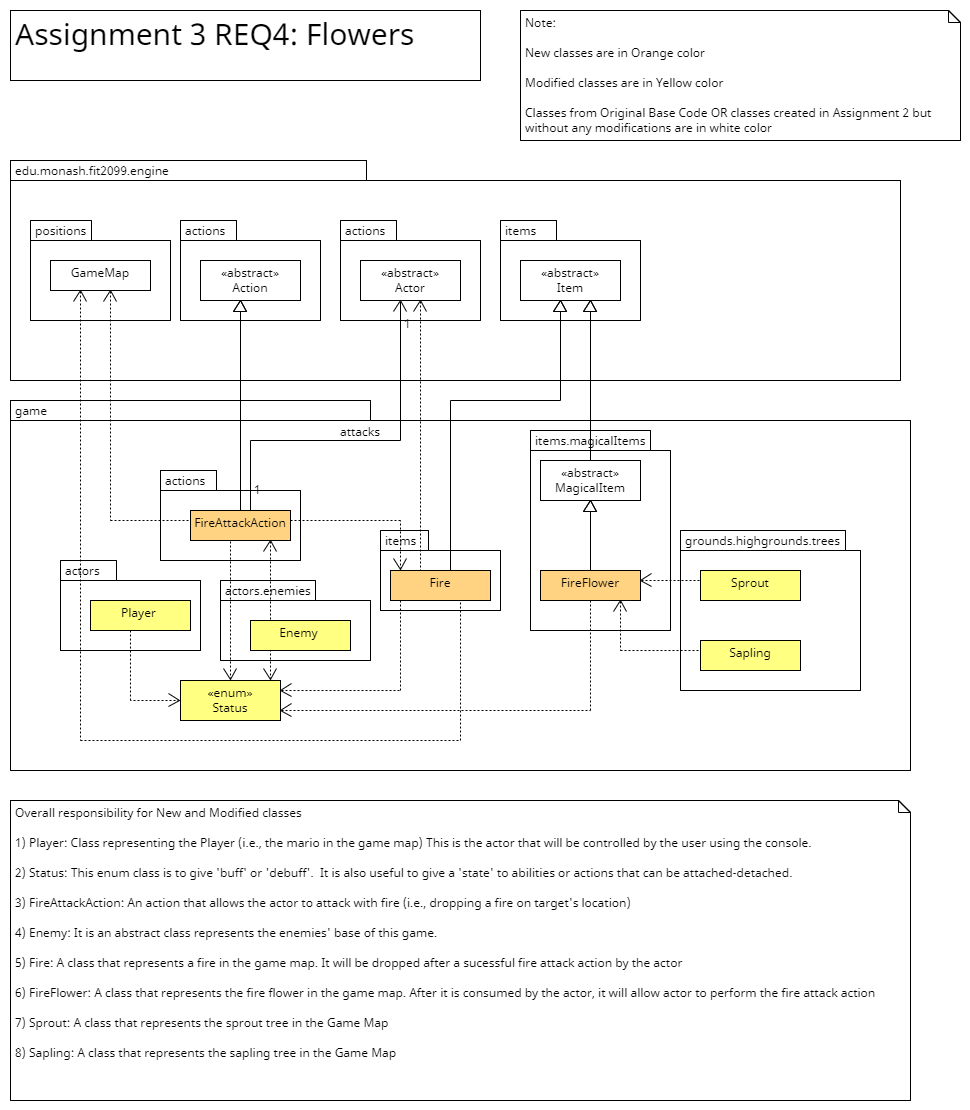 Assignment 3 REQ4: Flowers
Note:
New classes are in Orange color
Modified classes are in Yellow color
Classes from Original Base Code OR classes created in Assignment 2 but
without any modifications are in white color
edu.monash.fit2099.engine
positions
actions
actions
items
GameMap
«abstract»
Action
«abstract»
Actor
«abstract»
Item
1
game
attacks
items.magicalItems
«abstract»
MagicalItem
actions
1
FireAttackAction
items
grounds.highgrounds.trees
actors
actors.enemies
Fire
FireFlower
Sprout
Player
Enemy
Sapling
«enum»
Status
Overall responsibility for New and Modified classes
1) Player: Class representing the Player (i.e., the mario in the game map) This is the actor that will be controlled by the user using the console.
2) Status: This enum class is to give 'buff' or 'debuff'.  It is also useful to give a 'state' to abilities or actions that can be attached-detached.
3) FireAttackAction: An action that allows the actor to attack with fire (i.e., dropping a fire on target's location)
4) Enemy: It is an abstract class represents the enemies' base of this game.
5) Fire: A class that represents a fire in the game map. It will be dropped after a sucessful fire attack action by the actor
6) FireFlower: A class that represents the fire flower in the game map. After it is consumed by the actor, it will allow actor to perform the fire attack action
7) Sprout: A class that represents the sprout tree in the Game Map
8) Sapling: A class that represents the sapling tree in the Game Map